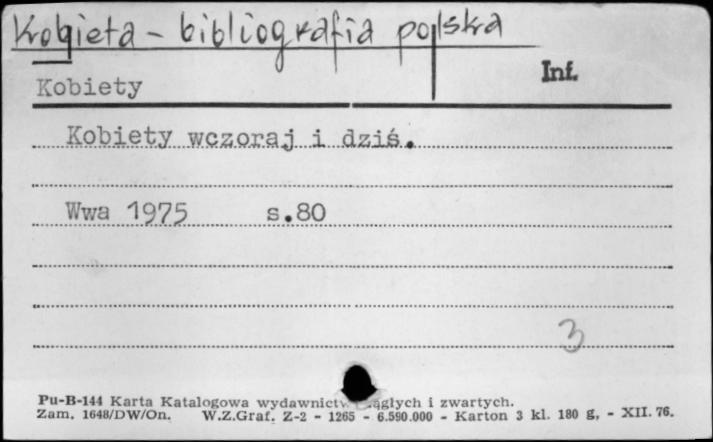 Kobieta - bibliografia polska
Inf.
Kobiety
Kobiety wczoraj i dziś.
Wwa 1975 s.80
3
Pu-B-144 Karta Katalogowa wydawnictw ciągłych i zwartych.
Zam. 1648/DW/On. W.Z.Graf. Z-2 - 1265 - 6.590.000 - Karton 3 kl. 180 g, - XII. 76.